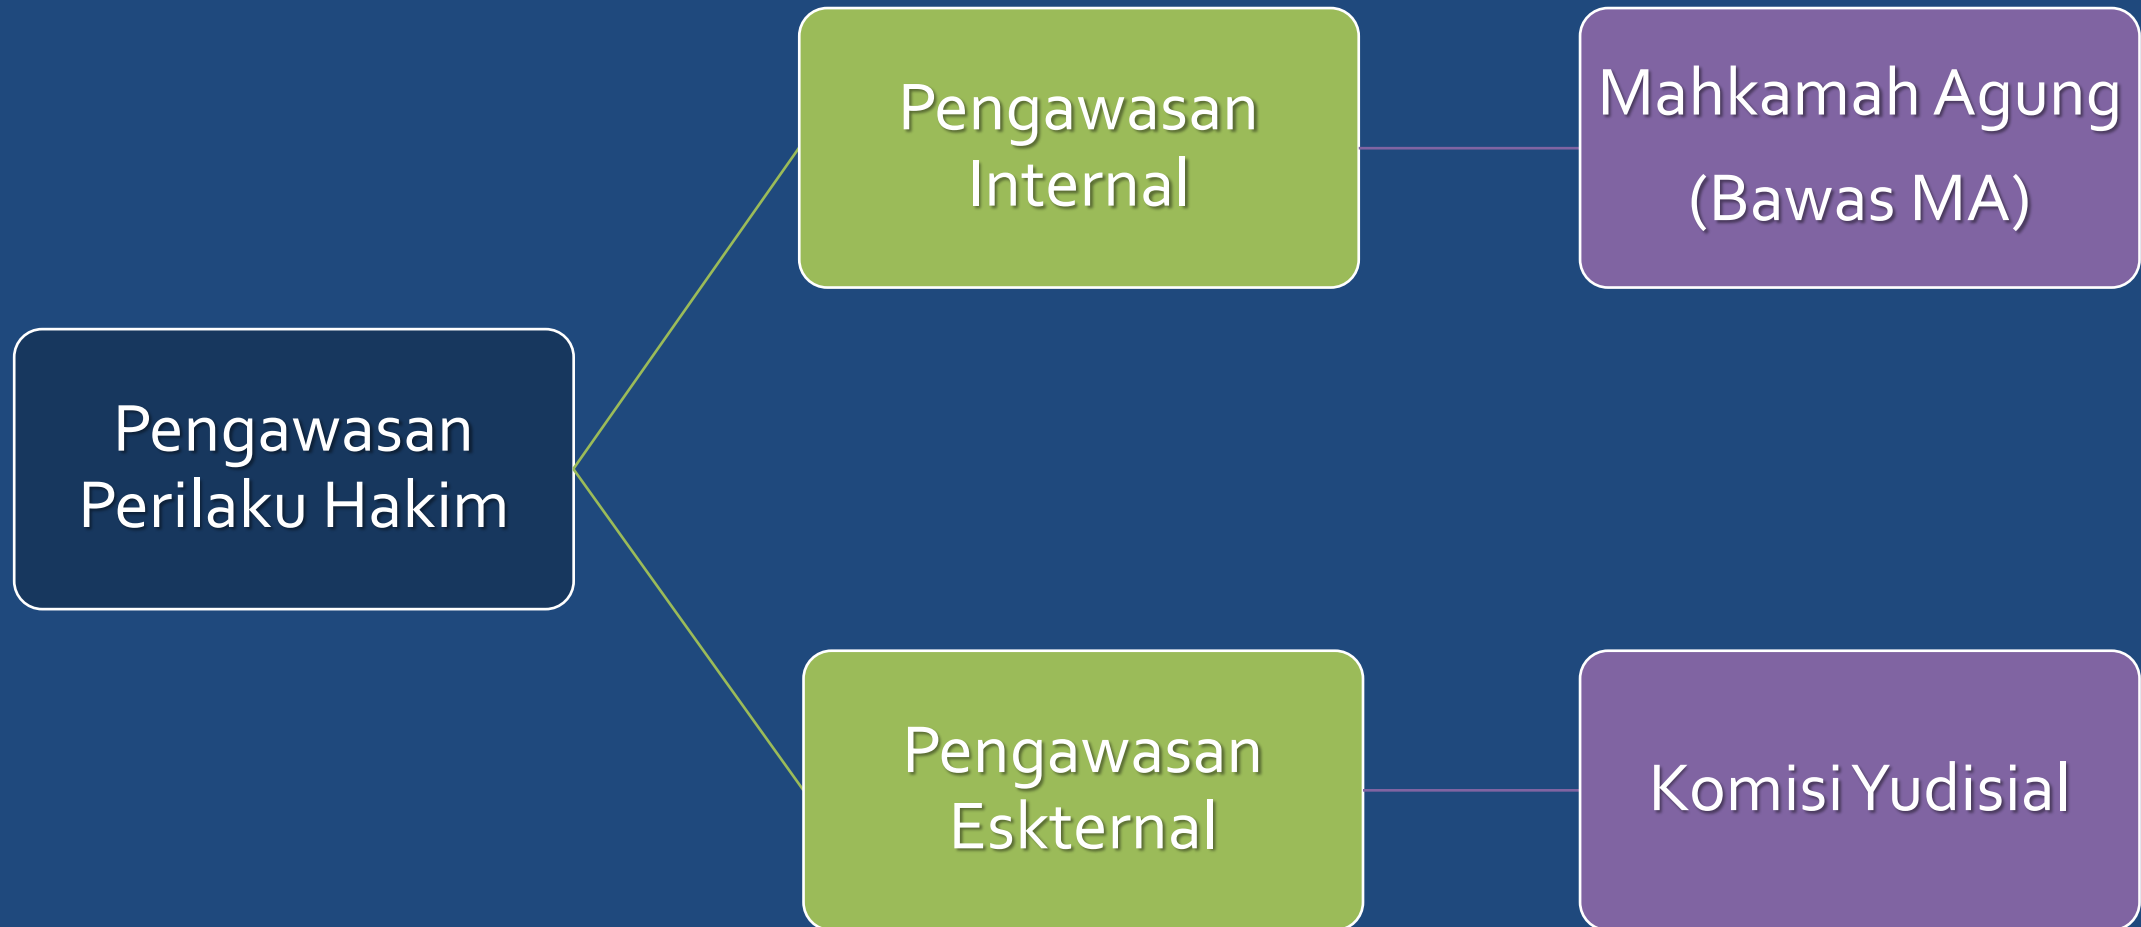 Pengawasan
Perilaku Hakim
Pengawasan
Internal
Mahkamah Agung
(Bawas MA)
Pengawasan
Eskternal
Komisi Yudisial